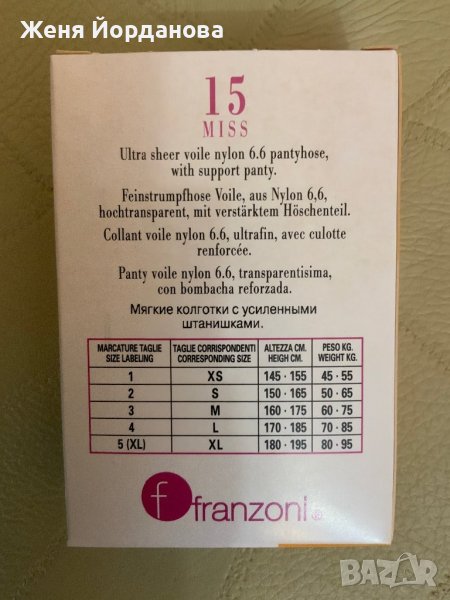 Женя Йорданова
15
MISS
Ultra sheer voile nylon 6.6 pantyhose,
with support panty.
Feinstrumpfhose Voile, aus Nylon 6,6,
hochtransparent, mit verstärktem Höschenteil.
Collant voile nylon 6.6, ultrafin, avec culotte
renforcée.
Panty voile nylon 6.6, transparentisima,
con bombacha reforzada.
Мягкие колготки с усиленными
штанишками.
MARCATURE TAGLIE TAGLIE CORRISPONDENTI ALTEZZA CM. PESO KG.
SIZE LABELING CORRESPONDING SIZE HEIGH CM. WEIGHT KG.
1 XS 145 · 155 45 · 55
2 S 150 · 165 50 · 65
3 M 160 · 175 60 · 75
4 L 170 · 185 70 · 85
5 (XL) XL 180 · 195 80 · 95
f franzoni®
BAZAR